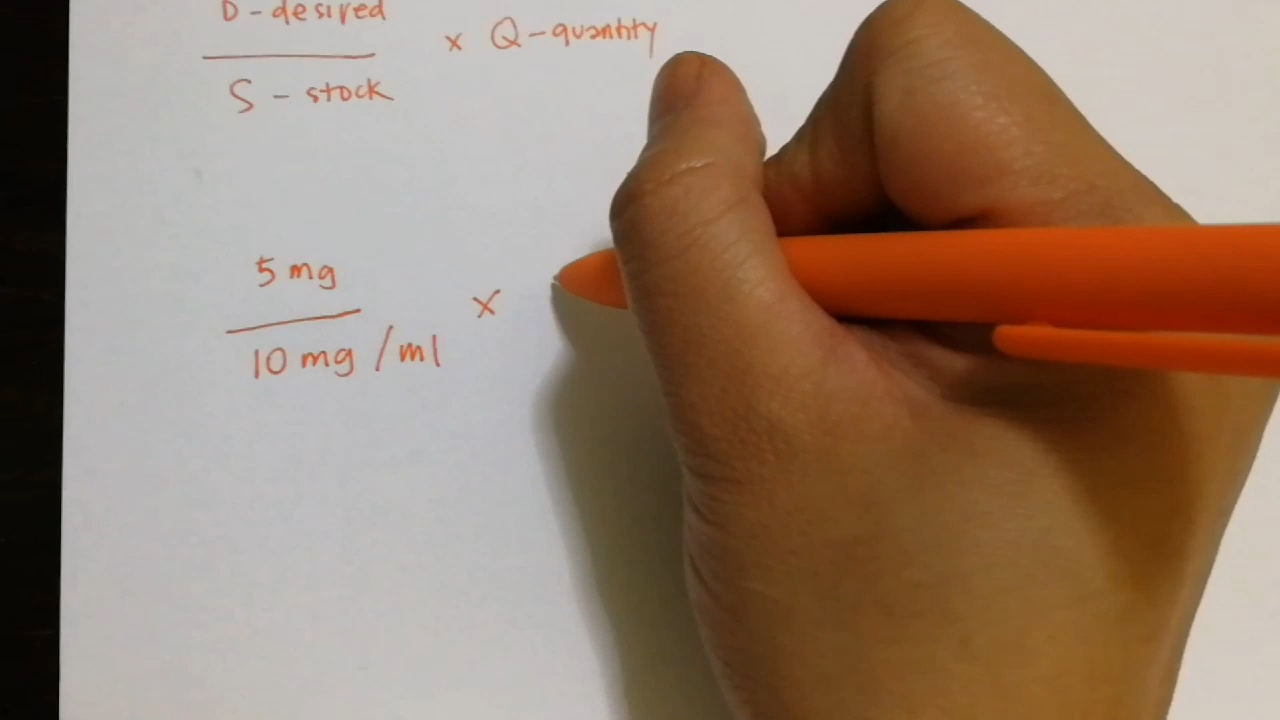 D - desired
× Q - quantity
S - stock
5 mg
×
10 mg /ml